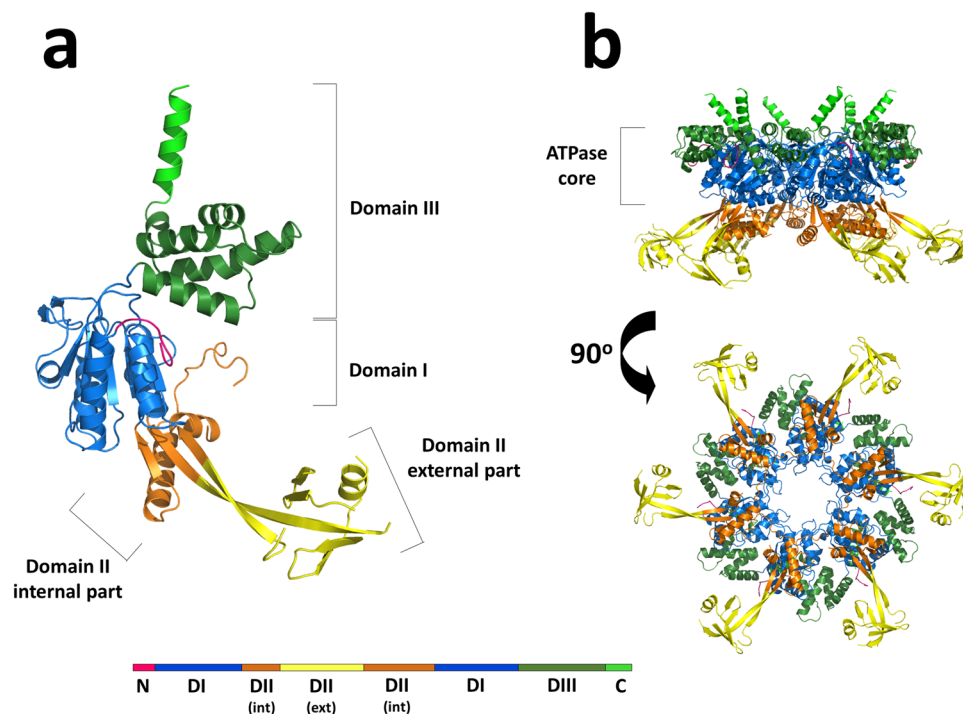 a
Domain III
Domain I
Domain II
external part
Domain II
internal part
b
ATPase
core
90º
N DI DII DII DII DI DIII C
(int) (ext) (int)